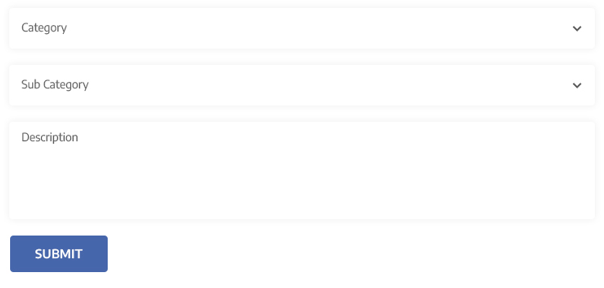 Category
Sub Category
Description
SUBMIT